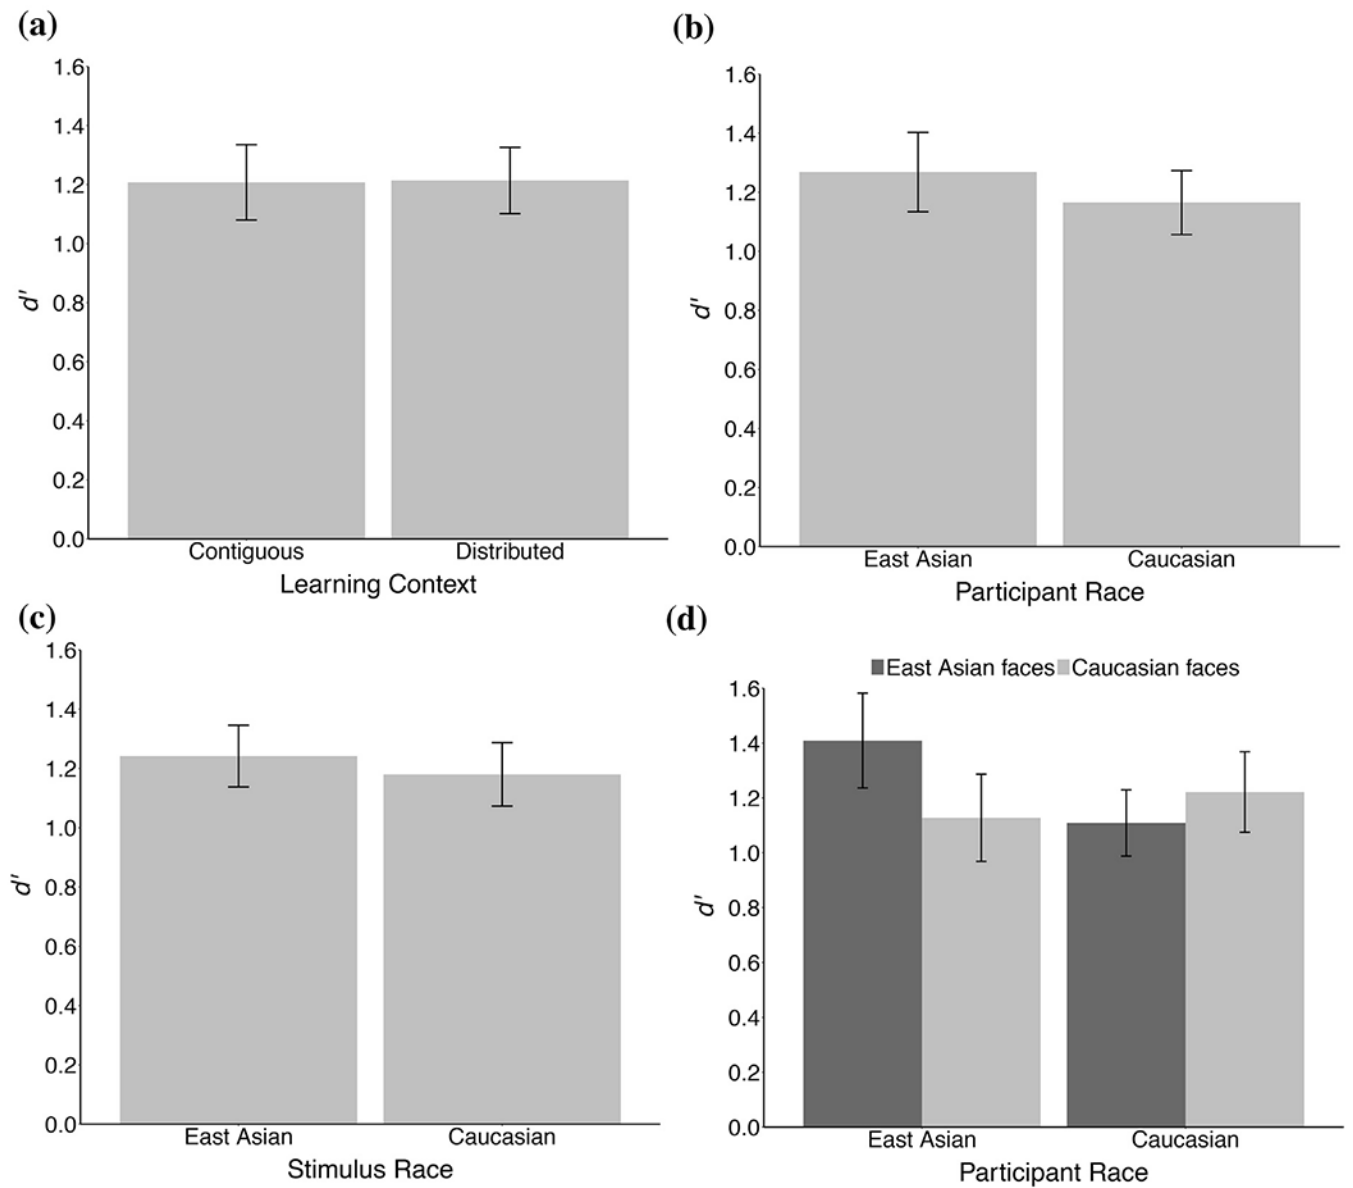 (a)
1.6
1.4
1.2
1.0
0.8
0.6
0.4
0.2
0.0
d'
Contiguous Distributed
Learning Context
(b)
1.6
1.4
1.2
1.0
0.8
0.6
0.4
0.2
0.0
d'
East Asian Caucasian
Participant Race
(c)
1.6
1.4
1.2
1.0
0.8
0.6
0.4
0.2
0.0
d'
East Asian Caucasian
Stimulus Race
(d)
East Asian faces Caucasian faces
1.6
1.4
1.2
1.0
0.8
0.6
0.4
0.2
0.0
d'
East Asian Caucasian
Participant Race